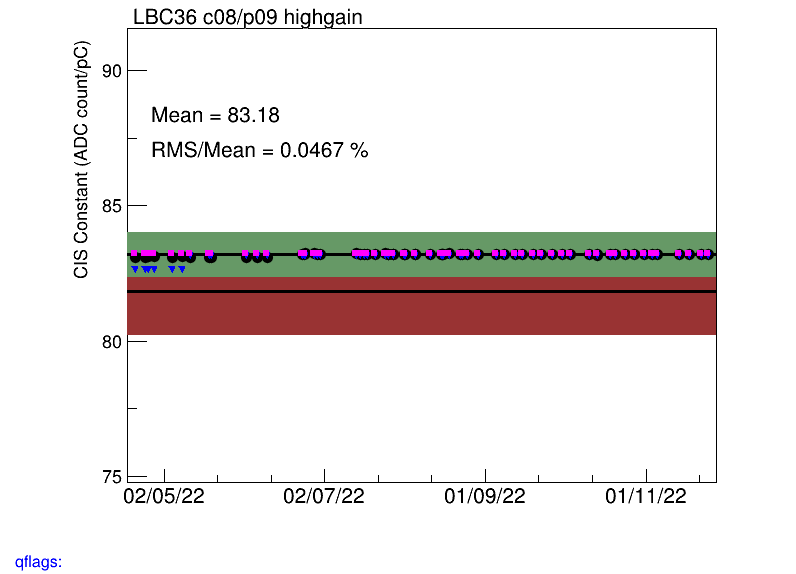 LBC36 c08/p09 highgain
CIS Constant (ADC count/pC)
90
Mean = 83.18
RMS/Mean = 0.0467 %
85
80
75
02/05/22 02/07/22 01/09/22 01/11/22
qflags: